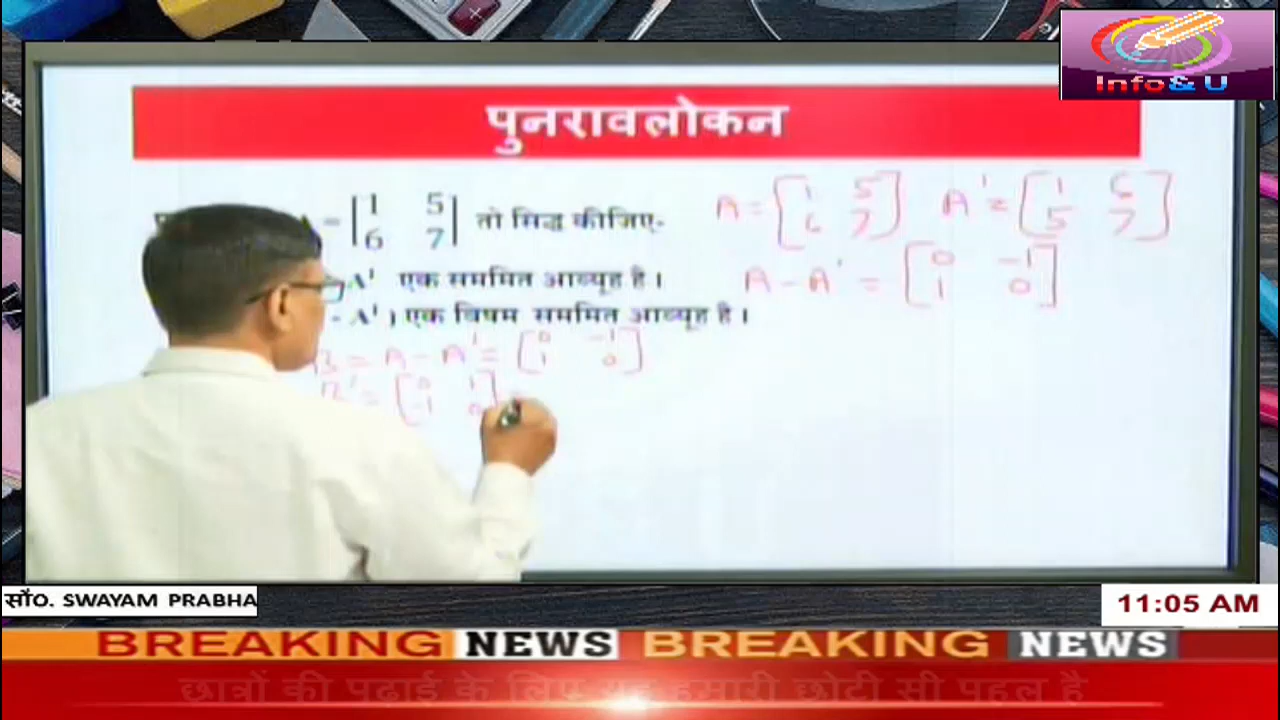 Info& U
पुनरावलोकन
= [1 5
6 7] तो सिद्ध कीजिए-
A = [1 5
6 7] A' = [1 6
5 7]
A' एक सममित आव्यूह है ।
A - A' = [0 -1
1 0]
- A' ) एक विषम सममित आव्यूह है ।
B = A - A' = [0 -1
1 0]
B' = [0 1
-1 0]
सौ0. SWAYAM PRABHA
11:05 AM
BREAKING NEWS BREAKING NEWS
छात्रों की पढाई के लिए यह हमारी छोटी सी पहल है